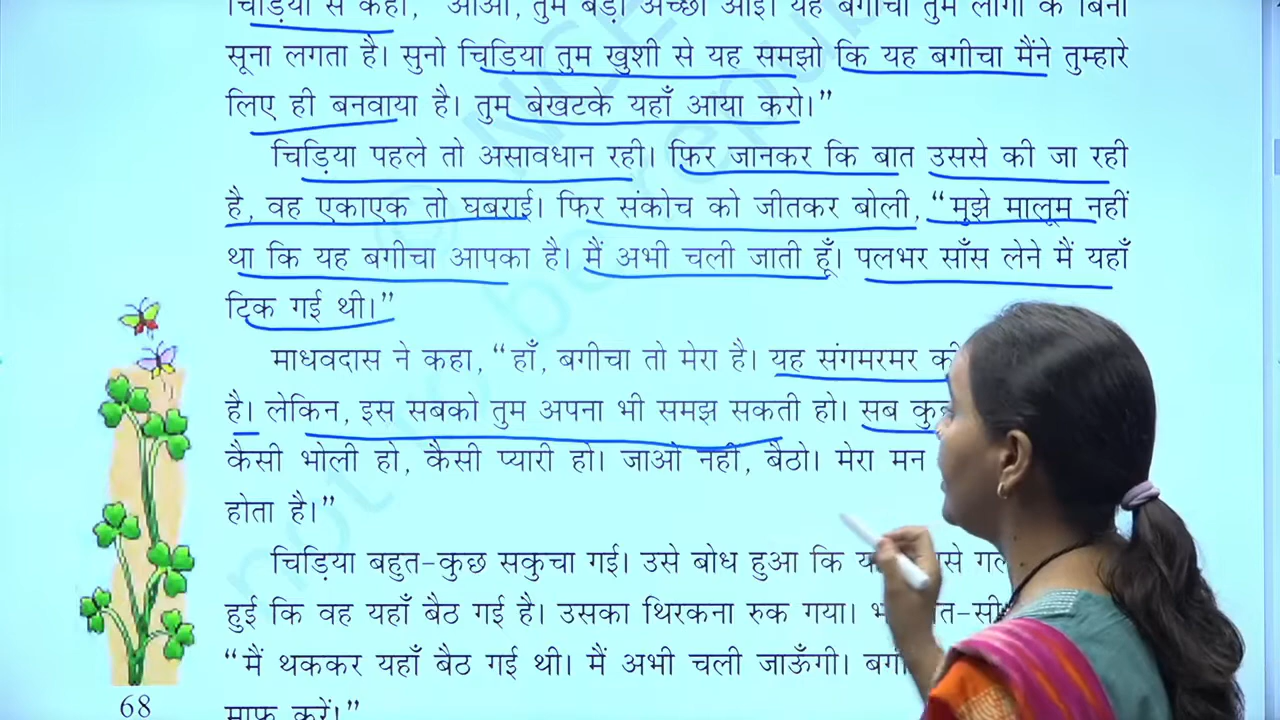 चिड़िया से कहा, "आओ, तुम बड़ी अच्छी आईं। यह बगीचा तुम लोगों के बिना
सूना लगता है। सुनो चिड़िया तुम खुशी से यह समझो कि यह बगीचा मैंने तुम्हारे
लिए ही बनवाया है। तुम बेखटके यहाँ आया करो।”
चिड़िया पहले तो असावधान रही। फिर जानकर कि बात उससे की जा रही
है, वह एकाएक तो घबराई। फिर संकोच को जीतकर बोली, “मुझे मालूम नहीं
था कि यह बगीचा आपका है। मैं अभी चली जाती हूँ। पलभर साँस लेने मैं यहाँ
टिक गई थी।”
माधवदास ने कहा, “हाँ, बगीचा तो मेरा है। यह संगमरमर की
है। लेकिन, इस सबको तुम अपना भी समझ सकती हो। सब
कैसी भोली हो, कैसी प्यारी हो। जाओ नहीं, बैठो। मेरा मन
होता है।”
चिड़िया बहुत-कुछ सकुचा गई। उसे बोध हुआ कि
हुई कि वह यहाँ बैठ गई है। उसका थिरकना रुक गया।
“मैं थककर यहाँ बैठ गई थी। मैं अभी चली जाऊँगी।
माफ़ करें।”
68